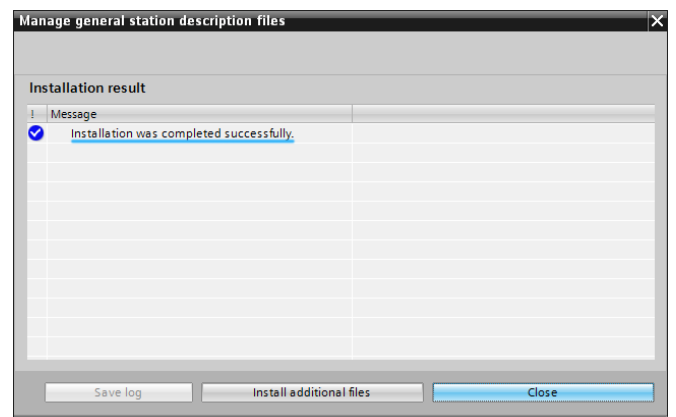 Manage general station description files
Installation result
! Message
Installation was completed successfully.
Save log Install additional files Close